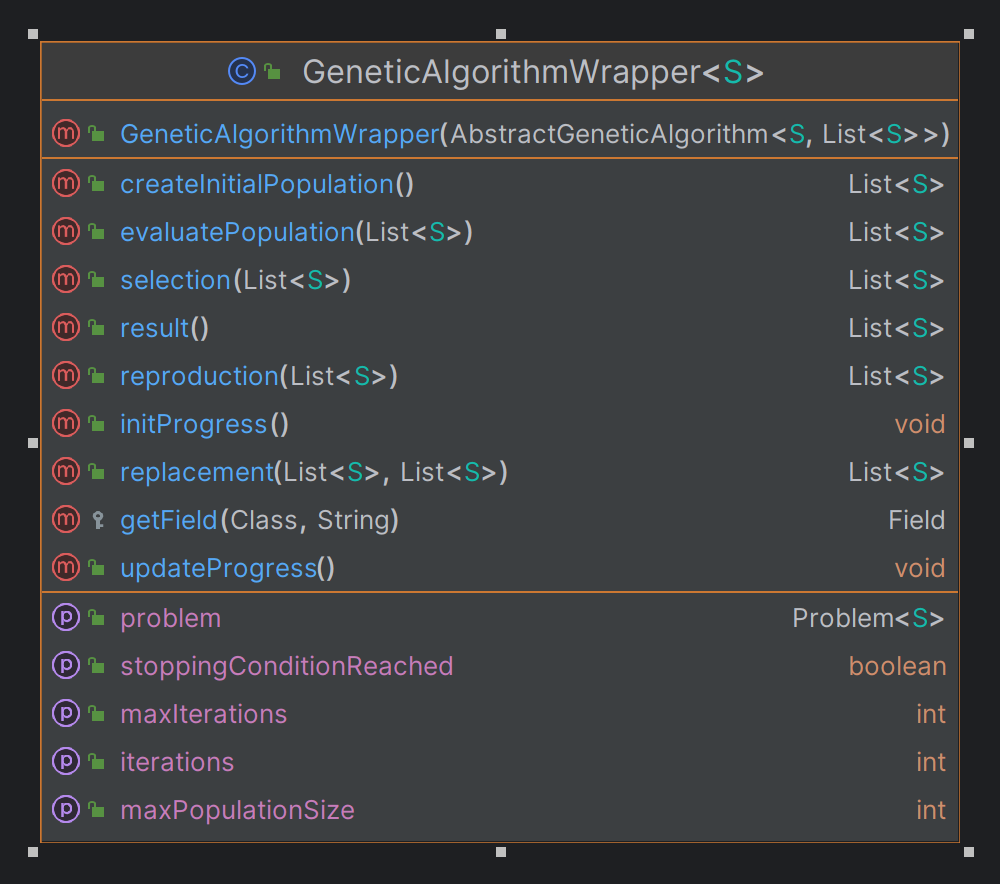 GeneticAlgorithmWrapper<S>
GeneticAlgorithmWrapper(AbstractGeneticAlgorithm<S, List<S>>)
createInitialPopulation() List<S>
evaluatePopulation(List<S>) List<S>
selection(List<S>) List<S>
result() List<S>
reproduction(List<S>) List<S>
initProgress() void
replacement(List<S>, List<S>) List<S>
getField(Class, String) Field
updateProgress() void
problem Problem<S>
stoppingConditionReached boolean
maxIterations int
iterations int
maxPopulationSize int